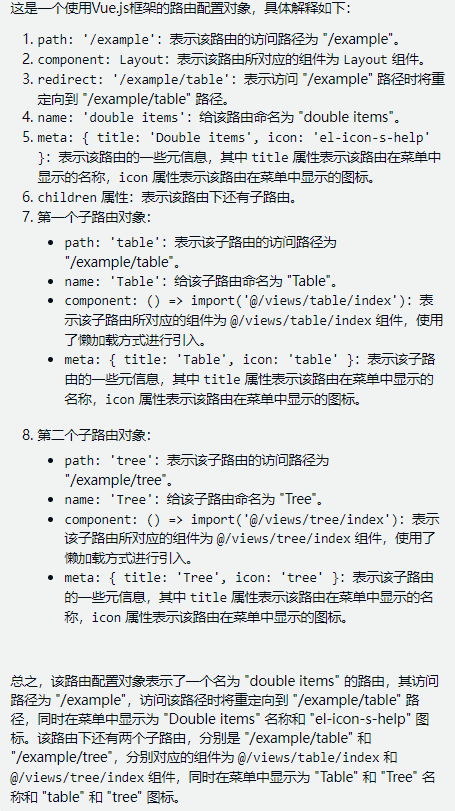 这是一个使用Vue.js框架的路由配置对象，具体解释如下：
1. path: '/example'：表示该路由的访问路径为 "/example"。
2. component: Layout：表示该路由所对应的组件为 Layout 组件。
3. redirect: '/example/table'：表示访问 "/example" 路径时将重
定向到 "/example/table" 路径。
4. name: 'double items'：给该路由命名为 "double items"。
5. meta: { title: 'Double items', icon: 'el-icon-s-help'
}：表示该路由的一些元信息，其中 title 属性表示该路由在菜单中
显示的名称，icon 属性表示该路由在菜单中显示的图标。
6. children 属性：表示该路由下还有子路由。
7. 第一个子路由对象：
• path: 'table'：表示该子路由的访问路径为
"/example/table"。
• name: 'Table'：给该子路由命名为 "Table"。
• component: () => import('@/views/table/index')：表
示该子路由所对应的组件为 @/views/table/index 组件，使用
了懒加载方式进行引入。
• meta: { title: 'Table', icon: 'table' }：表示该子路
由的一些元信息，其中 title 属性表示该路由在菜单中显示的
名称，icon 属性表示该路由在菜单中显示的图标。
8. 第二个子路由对象：
• path: 'tree'：表示该子路由的访问路径为
"/example/tree"。
• name: 'Tree'：给该子路由命名为 "Tree"。
• component: () => import('@/views/tree/index')：表示
该子路由所对应的组件为 @/views/tree/index 组件，使用了
懒加载方式进行引入。
• meta: { title: 'Tree', icon: 'tree' }：表示该子路由
的一些元信息，其中 title 属性表示该路由在菜单中显示的名
称，icon 属性表示该路由在菜单中显示的图标。
总之，该路由配置对象表示了一个名为 "double items" 的路由，其访问
路径为 "/example"，访问该路径时将重定向到 "/example/table" 路
径，同时在菜单中显示为 "Double items" 名称和 "el-icon-s-help" 图
标。该路由下还有两个子路由，分别是 "/example/table" 和
"/example/tree"，分别对应的组件为 @/views/table/index 和
@/views/tree/index 组件，同时在菜单中显示为 "Table" 和 "Tree" 名
称和 "table" 和 "tree" 图标。